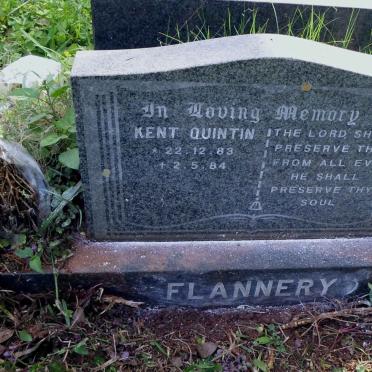 In Loving Memory
KENT QUINTIN
* 22.12.83
+ 2.5.84
THE LORD SH
PRESERVE TH
FROM ALL EV
HE SHALL
PRESERVE THY
SOUL
FLANNERY